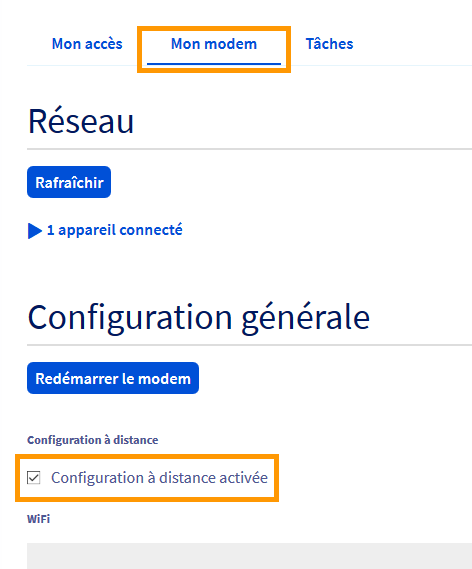 Mon accès Mon modem Tâches
Réseau
Rafraîchir
1 appareil connecté
Configuration générale
Redémarrer le modem
Configuration à distance
Configuration à distance activée
WiFi